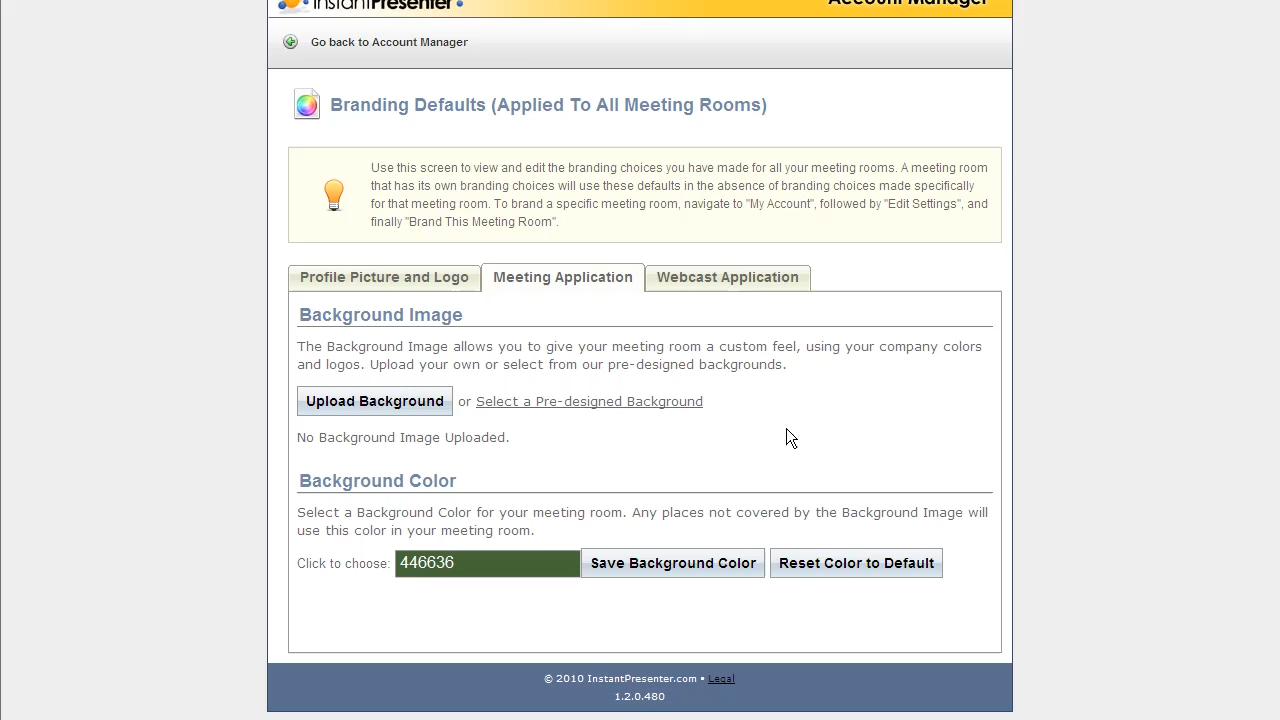 InstantPresenter
Account Manager
Go back to Account Manager
Branding Defaults (Applied To All Meeting Rooms)
Use this screen to view and edit the branding choices you have made for all your meeting rooms. A meeting room
that has its own branding choices will use these defaults in the absence of branding choices made specifically
for that meeting room. To brand a specific meeting room, navigate to "My Account", followed by "Edit Settings", and
finally "Brand This Meeting Room".
Profile Picture and Logo
Meeting Application
Webcast Application
Background Image
The Background Image allows you to give your meeting room a custom feel, using your company colors
and logos. Upload your own or select from our pre-designed backgrounds.
Upload Background or Select a Pre-designed Background
No Background Image Uploaded.
Background Color
Select a Background Color for your meeting room. Any places not covered by the Background Image will
use this color in your meeting room.
Click to choose: 446636 Save Background Color Reset Color to Default
© 2010 InstantPresenter.com • Legal
1.2.0.480